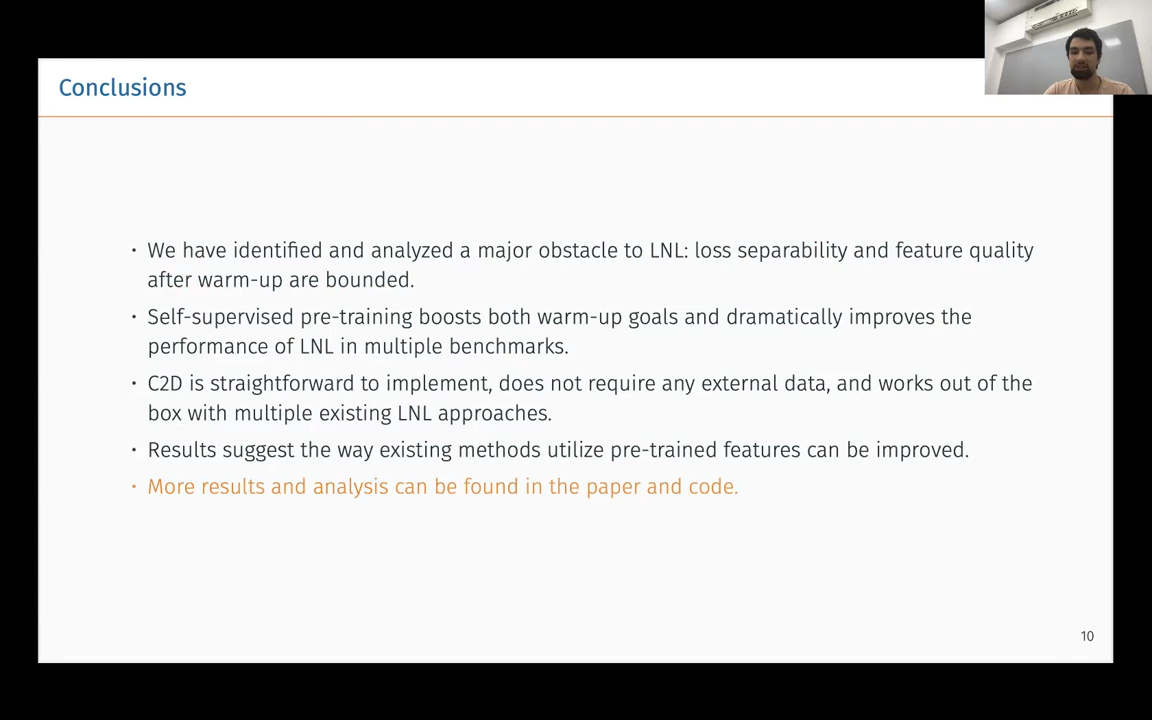 Conclusions
• We have identified and analyzed a major obstacle to LNL: loss separability and feature quality
after warm-up are bounded.
• Self-supervised pre-training boosts both warm-up goals and dramatically improves the
performance of LNL in multiple benchmarks.
• C2D is straightforward to implement, does not require any external data, and works out of the
box with multiple existing LNL approaches.
• Results suggest the way existing methods utilize pre-trained features can be improved.
• More results and analysis can be found in the paper and code.
10